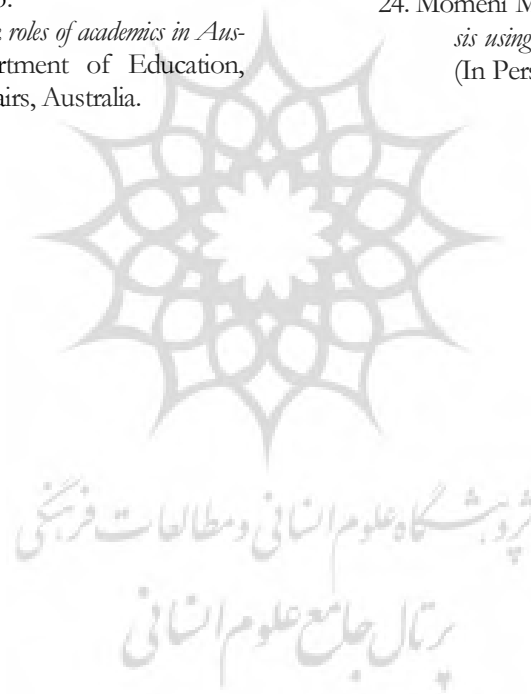 roles of academics in Aus-
rtment of Education,
airs, Australia.
24. Momeni M
sis using
(In Pers
پژوهشگاه علوم انسانی و مطالعات فرهنگی
پرتال جامع علوم انسانی